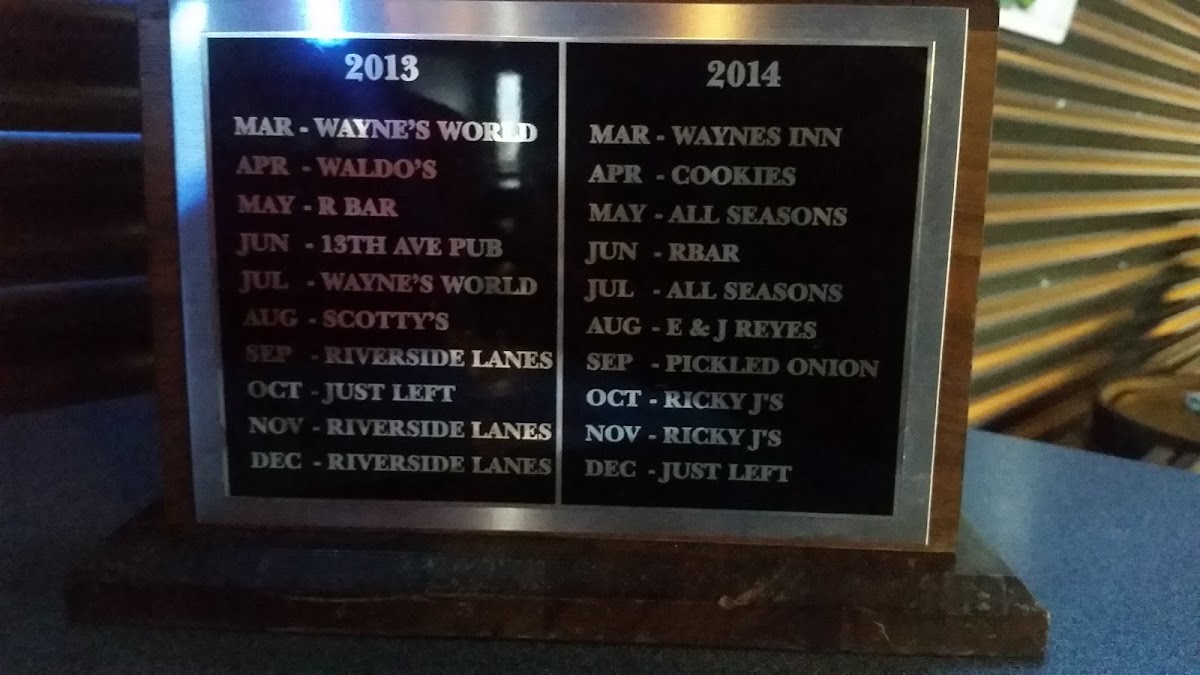 2013
MAR - WAYNE'S WORLD
APR - WALDO'S
MAY - R BAR
JUN - 13TH AVE PUB
JUL - WAYNE'S WORLD
AUG - SCOTTY'S
SEP - RIVERSIDE LANES
OCT - JUST LEFT
NOV - RIVERSIDE LANES
DEC - RIVERSIDE LANES
2014
MAR - WAYNES INN
APR - COOKIES
MAY - ALL SEASONS
JUN - RBAR
JUL - ALL SEASONS
AUG - E & J REYES
SEP - PICKLED ONION
OCT - RICKY J'S
NOV - RICKY J'S
DEC - JUST LEFT